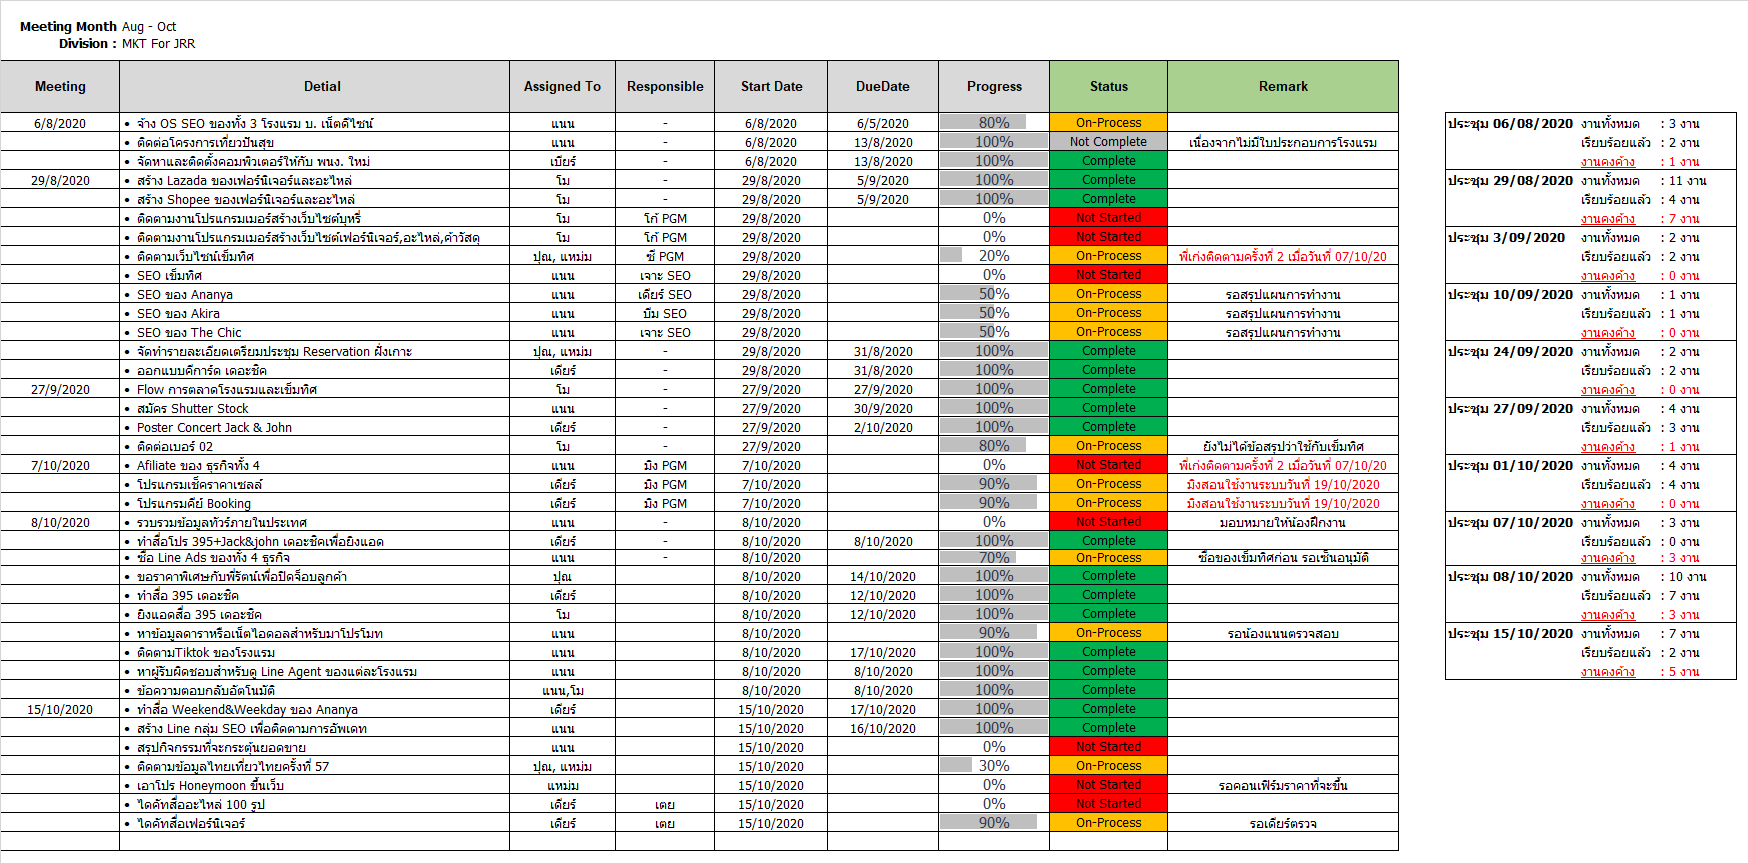 Meeting Month Aug - Oct
Division : MKT For JRR
Meeting Detial Assigned To Responsible Start Date DueDate Progress Status Remark
6/8/2020 • จ้าง OS SEO ของทั้ง 3 โรงแรม บ. เน็ตดีไซน์ แนน - 6/8/2020 6/5/2020 80% On-Process
• ติดต่อโครงการเที่ยวปันสุข แนน - 6/8/2020 13/8/2020 100% Not Complete เนื่องจากไม่มีใบประกอบการโรงแรม
• จัดหาและติดตั้งคอมพิวเตอร์ให้กับ พนง. ใหม่ เบียร์ - 6/8/2020 13/8/2020 100% Complete
29/8/2020 • สร้าง Lazada ของเฟอร์นิเจอร์และอะไหล่ โม - 29/8/2020 5/9/2020 100% Complete
• สร้าง Shopee ของเฟอร์นิเจอร์และอะไหล่ โม - 29/8/2020 5/9/2020 100% Complete
• ติดตามงานโปรแกรมเมอร์สร้างเว็บไซต์บุหรี่ โม โก้ PGM 29/8/2020 0% Not Started
• ติดตามงานโปรแกรมเมอร์สร้างเว็บไซต์เฟอร์นิเจอร์,อะไหล่,ค้าวัสดุ โม โก้ PGM 29/8/2020 0% Not Started
• ติดตามเว็บไซน์เข็มทิศ ปุณ, แหม่ม ซี PGM 29/8/2020 20% On-Process พี่เก่งติดตามครั้งที่ 2 เมื่อวันที่ 07/10/20
• SEO เข็มทิศ แนน เจาะ SEO 29/8/2020 0% Not Started
• SEO ของ Ananya แนน เดียร์ SEO 29/8/2020 50% On-Process รอสรุปแผนการทำงาน
• SEO ของ Akira แนน บีม SEO 29/8/2020 50% On-Process รอสรุปแผนการทำงาน
• SEO ของ The Chic แนน เจาะ SEO 29/8/2020 50% On-Process รอสรุปแผนการทำงาน
• จัดทำรายละเอียดเตรียมประชุม Reservation ฝั่งเกาะ ปุณ, แหม่ม - 29/8/2020 31/8/2020 100% Complete
• ออกแบบคีการ์ด เดอะชิค เดียร์ - 29/8/2020 31/8/2020 100% Complete
27/9/2020 • Flow การตลาดโรงแรมและเข็มทิศ โม - 27/9/2020 27/9/2020 100% Complete
• สมัคร Shutter Stock แนน - 27/9/2020 30/9/2020 100% Complete
• Poster Concert Jack & John เดียร์ - 27/9/2020 2/10/2020 100% Complete
• ติดต่อเบอร์ 02 โม - 27/9/2020 80% On-Process ยังไม่ได้ข้อสรุปว่าใช้กับเข็มทิศ
7/10/2020 • Afiliate ของ ธุรกิจทั้ง 4 แนน มิง PGM 7/10/2020 0% Not Started พี่เก่งติดตามครั้งที่ 2 เมื่อวันที่ 07/10/20
• โปรแกรมเช็คราคาเซลล์ เดียร์ มิง PGM 7/10/2020 90% On-Process มิงสอนใช้งานระบบวันที่ 19/10/2020
• โปรแกรมคีย์ Booking เดียร์ มิง PGM 7/10/2020 90% On-Process มิงสอนใช้งานระบบวันที่ 19/10/2020
8/10/2020 • รวบรวมข้อมูลทัวร์ภายในประเทศ แนน - 8/10/2020 0% Not Started มอบหมายให้น้องฝึกงาน
• ทำสื่อโปร 395+Jack&john เดอะชิคเพื่อยิงแอด เดียร์ 8/10/2020 8/10/2020 100% Complete
• ซื้อ Line Ads ของทั้ง 4 ธุรกิจ แนน - 8/10/2020 70% On-Process ซื้อของเข็มทิศก่อน รอเซ็นอนุมัติ
• ขอราคาพิเศษกับพี่รัตน์เพื่อปิดจ็อบลูกค้า ปุณ 8/10/2020 14/10/2020 100% Complete
• ทำสื่อ 395 เดอะชิค เดียร์ 8/10/2020 12/10/2020 100% Complete
• ยิงแอดสื่อ 395 เดอะชิค โม 8/10/2020 12/10/2020 100% Complete
• หาข้อมูลดาราหรือเน็ตไอดอลสำหรับมาโปรโมท แนน 8/10/2020 90% On-Process รอน้องแนนตรวจสอบ
• ติดตามTiktok ของโรงแรม แนน 8/10/2020 17/10/2020 100% Complete
• หาผู้รับผิดชอบสำหรับดู Line Agent ของแต่ละโรงแรม แนน 8/10/2020 8/10/2020 100% Complete
• ข้อความตอบกลับอัตโนมัติ แนน,โม 8/10/2020 8/10/2020 100% Complete
15/10/2020 • ทำสื่อ Weekend&Weekday ของ Ananya เดียร์ 15/10/2020 17/10/2020 100% Complete
• สร้าง Line กลุ่ม SEO เพื่อติดตามการอัพเดท แนน 15/10/2020 16/10/2020 100% Complete
• สรุปกิจกรรมที่จะกระตุ้นยอดขาย แนน 15/10/2020 0% Not Started
• ติดตามข้อมูลไทยเที่ยวไทยครั้งที่ 57 ปุณ, แหม่ม 15/10/2020 30% On-Process
• เอาโปร Honeymoon ขึ้นเว็บ แหม่ม 15/10/2020 0% Not Started รอคอนเฟิร์มราคาที่จะขึ้น
• ไดคัทสื่ออะไหล่ 100 รูป เดียร์ เตย 15/10/2020 0% Not Started
• ไดคัทสื่อเฟอร์นิเจอร์ เดียร์ เตย 15/10/2020 90% On-Process รอเดียร์ตรวจ
ประชุม 06/08/2020 งานทั้งหมด : 3 งาน
เรียบร้อยแล้ว : 2 งาน
งานคงค้าง : 1 งาน
ประชุม 29/08/2020 งานทั้งหมด : 11 งาน
เรียบร้อยแล้ว : 4 งาน
งานคงค้าง : 7 งาน
ประชุม 3/09/2020 งานทั้งหมด : 2 งาน
เรียบร้อยแล้ว : 2 งาน
งานคงค้าง : 0 งาน
ประชุม 10/09/2020 งานทั้งหมด : 1 งาน
เรียบร้อยแล้ว : 1 งาน
งานคงค้าง : 0 งาน
ประชุม 24/09/2020 งานทั้งหมด : 2 งาน
เรียบร้อยแล้ว : 2 งาน
งานคงค้าง : 0 งาน
ประชุม 27/09/2020 งานทั้งหมด : 4 งาน
เรียบร้อยแล้ว : 3 งาน
งานคงค้าง : 1 งาน
ประชุม 01/10/2020 งานทั้งหมด : 4 งาน
เรียบร้อยแล้ว : 4 งาน
งานคงค้าง : 0 งาน
ประชุม 07/10/2020 งานทั้งหมด : 3 งาน
เรียบร้อยแล้ว : 0 งาน
งานคงค้าง : 3 งาน
ประชุม 08/10/2020 งานทั้งหมด : 10 งาน
เรียบร้อยแล้ว : 7 งาน
งานคงค้าง : 3 งาน
ประชุม 15/10/2020 งานทั้งหมด : 7 งาน
เรียบร้อยแล้ว : 2 งาน
งานคงค้าง : 5 งาน